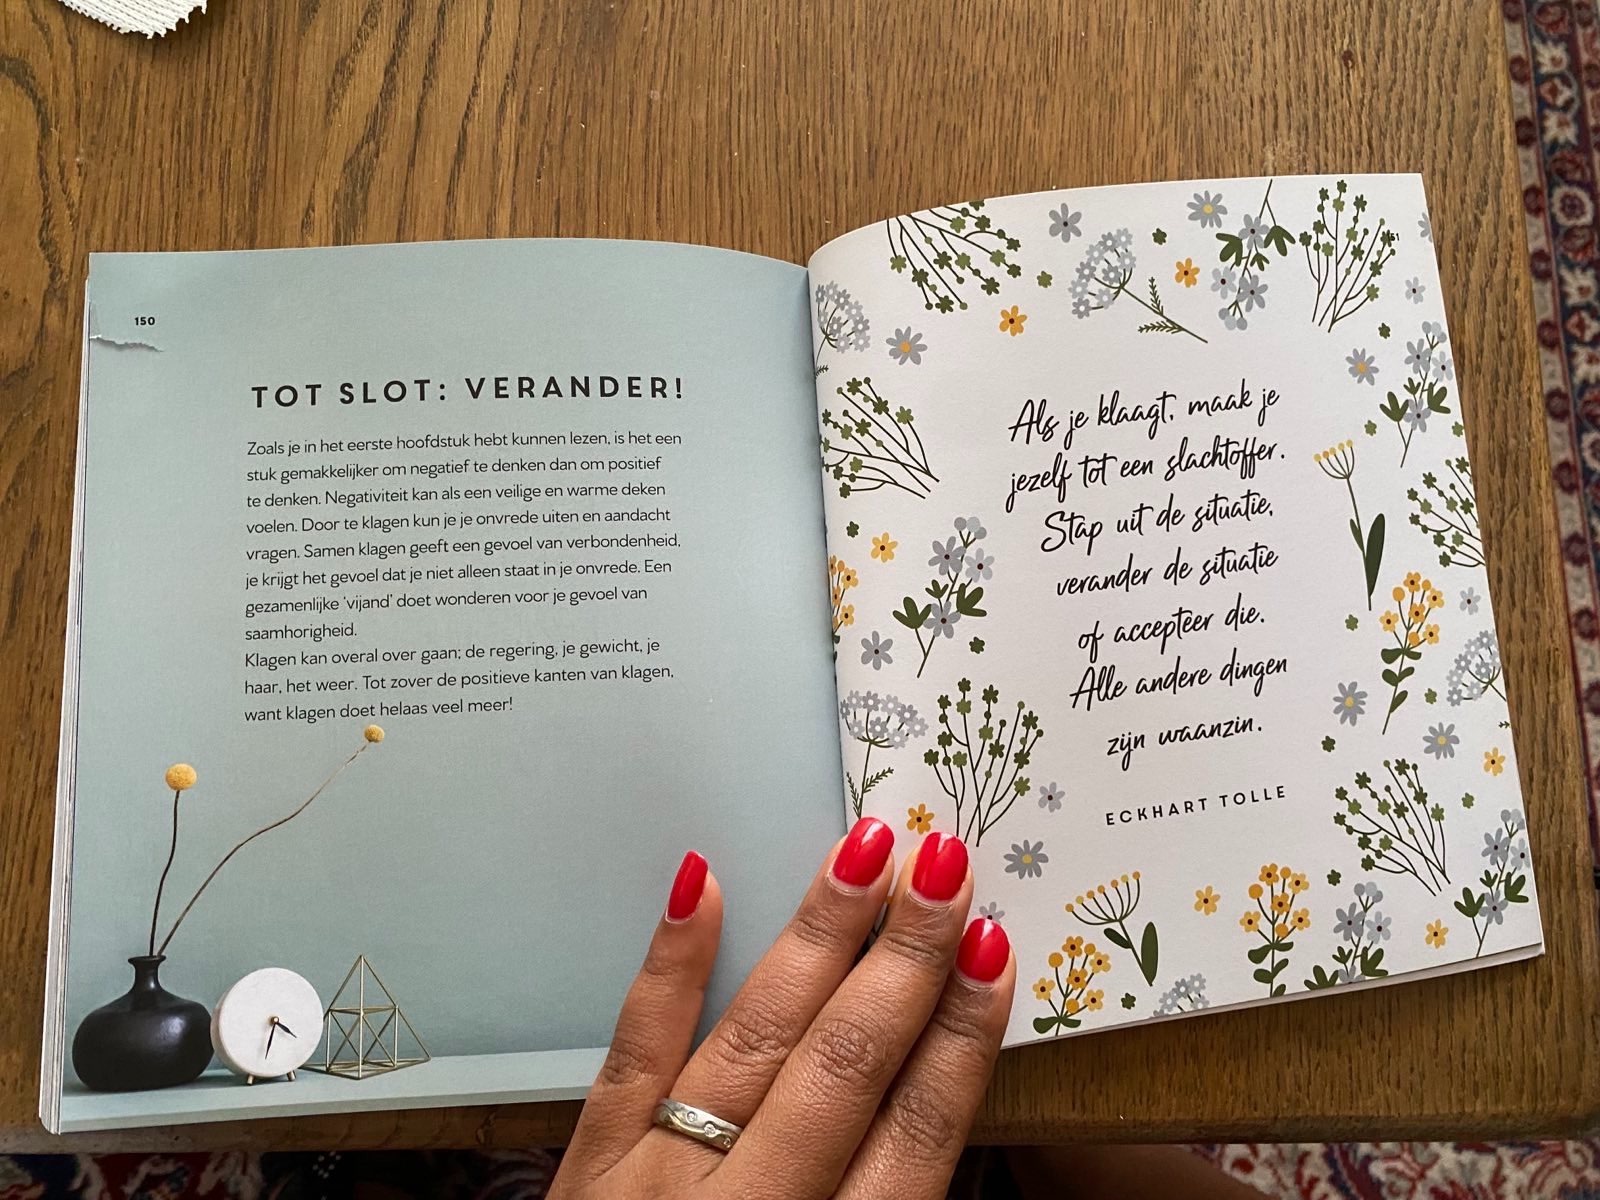 150
TOT SLOT: VERANDER!
Zoals je in het eerste hoofdstuk hebt kunnen lezen, is het een
stuk gemakkelijker om negatief te denken dan om positief
te denken. Negativiteit kan als een veilige en warme deken
voelen. Door te klagen kun je je onvrede uiten en aandacht
vragen. Samen klagen geeft een gevoel van verbondenheid,
je krijgt het gevoel dat je niet alleen staat in je onvrede. Een
gezamenlijke ‘vijand’ doet wonderen voor je gevoel van
saamhorigheid.
Klagen kan overal over gaan; de regering, je gewicht, je
haar, het weer. Tot zover de positieve kanten van klagen,
want klagen doet helaas veel meer!
Als je klaagt, maak je
jezelf tot een slachtoffer.
Stap uit de situatie,
verander de situatie
of accepteer die.
Alle andere dingen
zijn waanzin.
ECKHART TOLLE